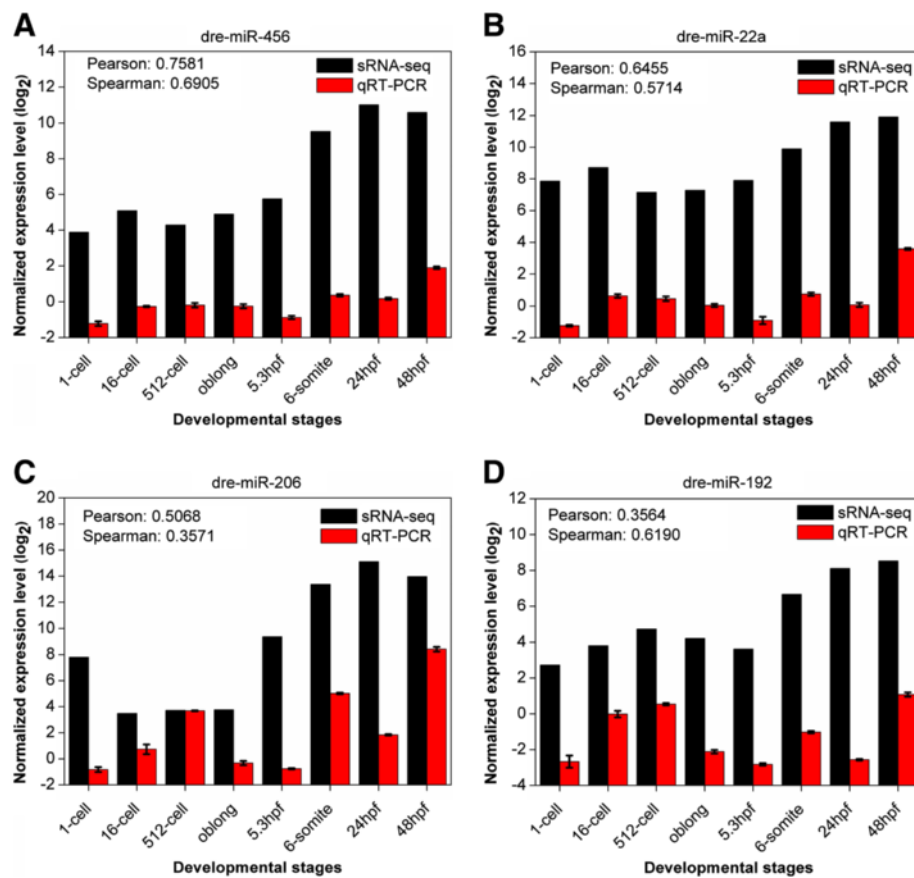 A
dre-miR-456
Pearson: 0.7581
Spearman: 0.6905
sRNA-seq
qRT-PCR
Normalized expression level (log2)
14
12
10
8
6
4
2
0
-2
1-cell
16-cell
512-cell
oblong
5.3hpf
6-somite
24hpf
48hpf
Developmental stages
B
dre-miR-22a
Pearson: 0.6455
Spearman: 0.5714
sRNA-seq
qRT-PCR
Normalized expression level (log2)
16
14
12
10
8
6
4
2
0
-2
1-cell
16-cell
512-cell
oblong
5.3hpf
6-somite
24hpf
48hpf
Developmental stages
C
dre-miR-206
Pearson: 0.5068
Spearman: 0.3571
sRNA-seq
qRT-PCR
Normalized expression level (log2)
20
18
16
14
12
10
8
6
4
2
0
-2
1-cell
16-cell
512-cell
oblong
5.3hpf
6-somite
24hpf
48hpf
Developmental stages
D
dre-miR-192
Pearson: 0.3564
Spearman: 0.6190
sRNA-seq
qRT-PCR
Normalized expression level (log2)
12
10
8
6
4
2
0
-2
-4
1-cell
16-cell
512-cell
oblong
5.3hpf
6-somite
24hpf
48hpf
Developmental stages